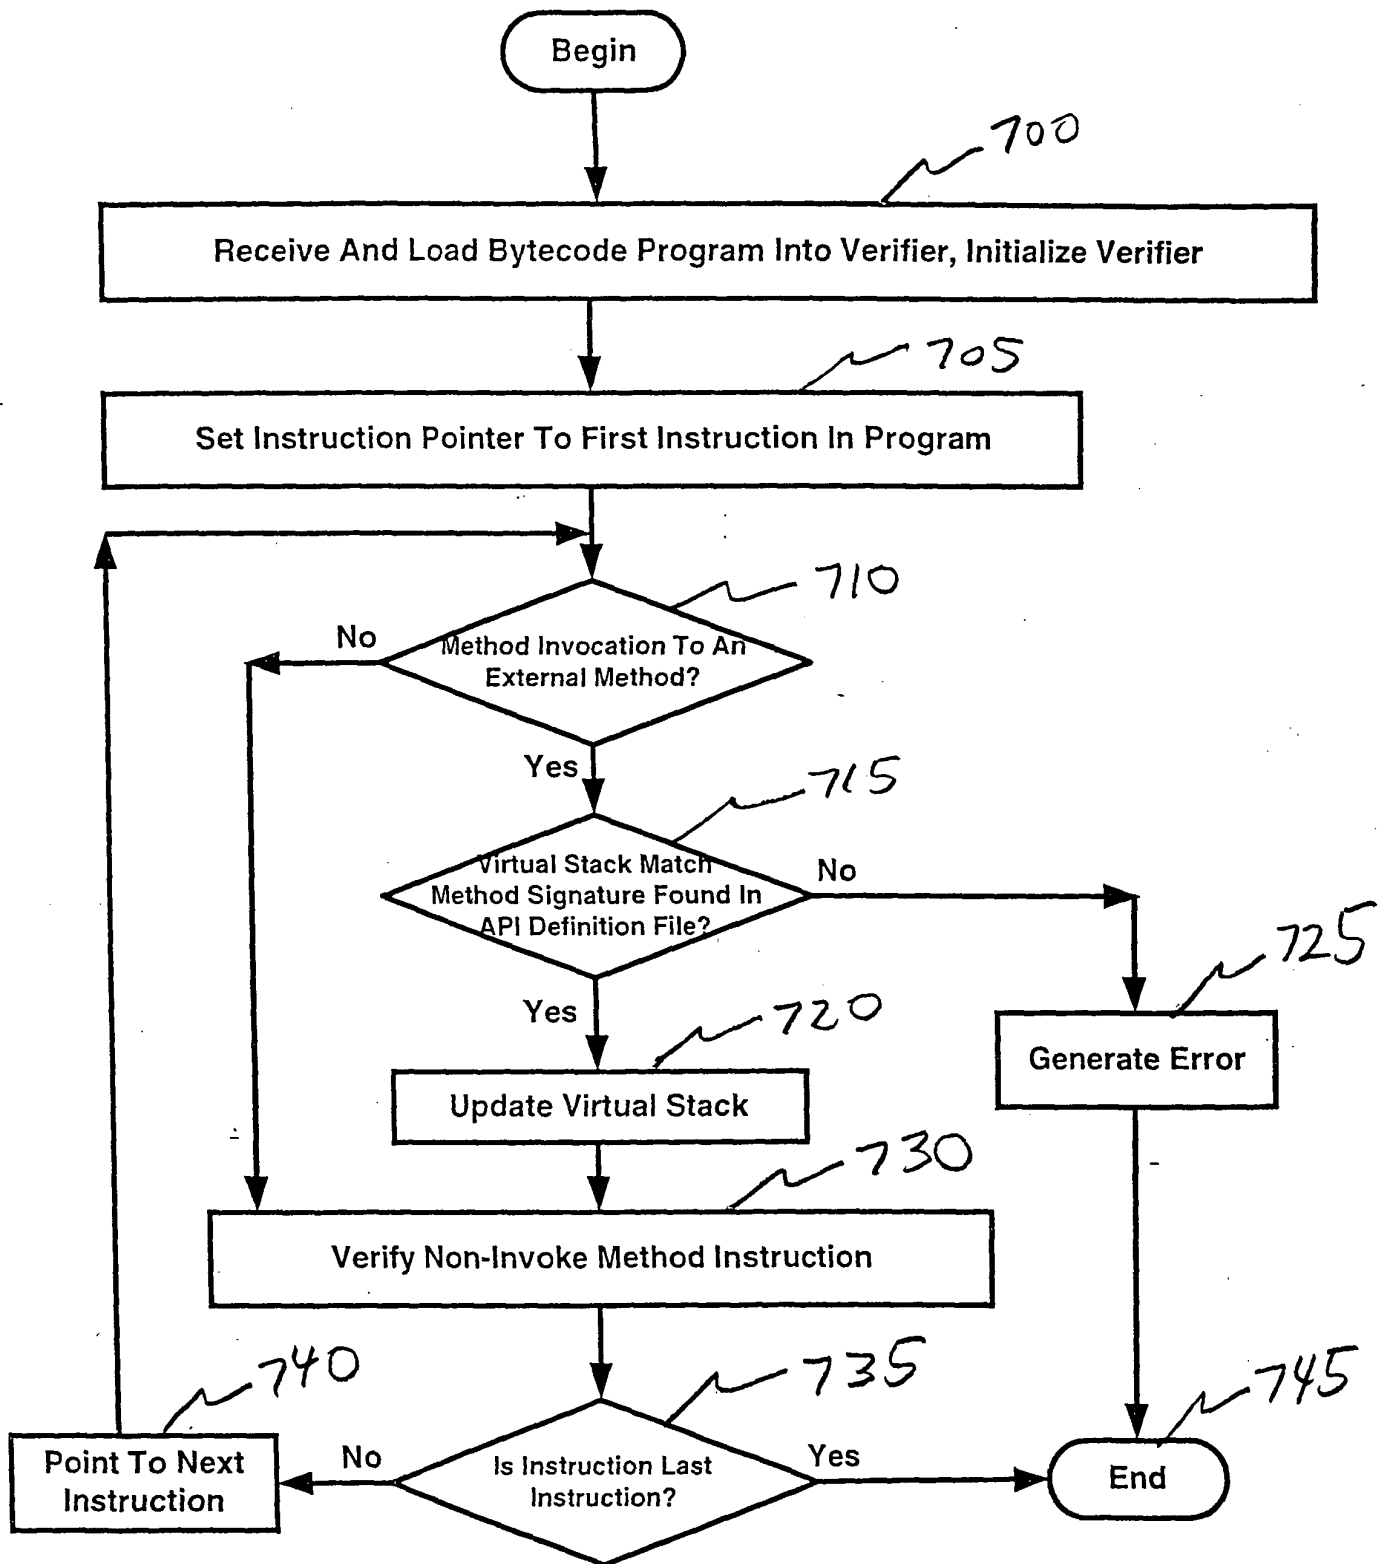 Begin
700
Receive And Load Bytecode Program Into Verifier, Initialize Verifier
705
Set Instruction Pointer To First Instruction In Program
710
No
Method Invocation To An
External Method?
Yes
715
Virtual Stack Match
Method Signature Found In
API Definition File?
No
725
Yes
720
Generate Error
Update Virtual Stack
730
Verify Non-Invoke Method Instruction
740
735
745
Point To Next
Instruction
No
Is Instruction Last
Instruction?
Yes
End